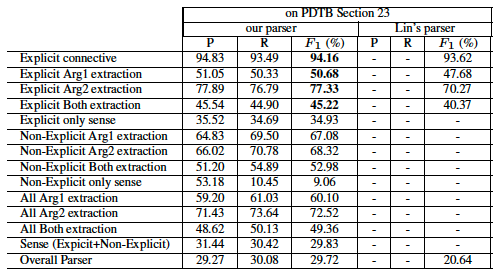 on PDTB Section 23
our parser Lin's parser
P R F1 (%) P R F1 (%)
Explicit connective 94.83 93.49 94.16 - - 93.62
Explicit Arg1 extraction 51.05 50.33 50.68 - - 47.68
Explicit Arg2 extraction 77.89 76.79 77.33 - - 70.27
Explicit Both extraction 45.54 44.90 45.22 - - 40.37
Explicit only sense 35.52 34.69 34.93 - - -
Non-Explicit Arg1 extraction 64.83 69.50 67.08 - - -
Non-Explicit Arg2 extraction 66.02 70.78 68.32 - - -
Non-Explicit Both extraction 51.20 54.89 52.98 - - -
Non-Explicit only sense 53.18 10.45 9.06 - - -
All Arg1 extraction 59.20 61.03 60.10 - - -
All Arg2 extraction 71.43 73.64 72.52 - - -
All Both extraction 48.62 50.13 49.36 - - -
Sense (Expicit+Non-Explicit) 31.44 30.42 29.83 - - -
Overall Parser 29.27 30.08 29.72 - - 20.64